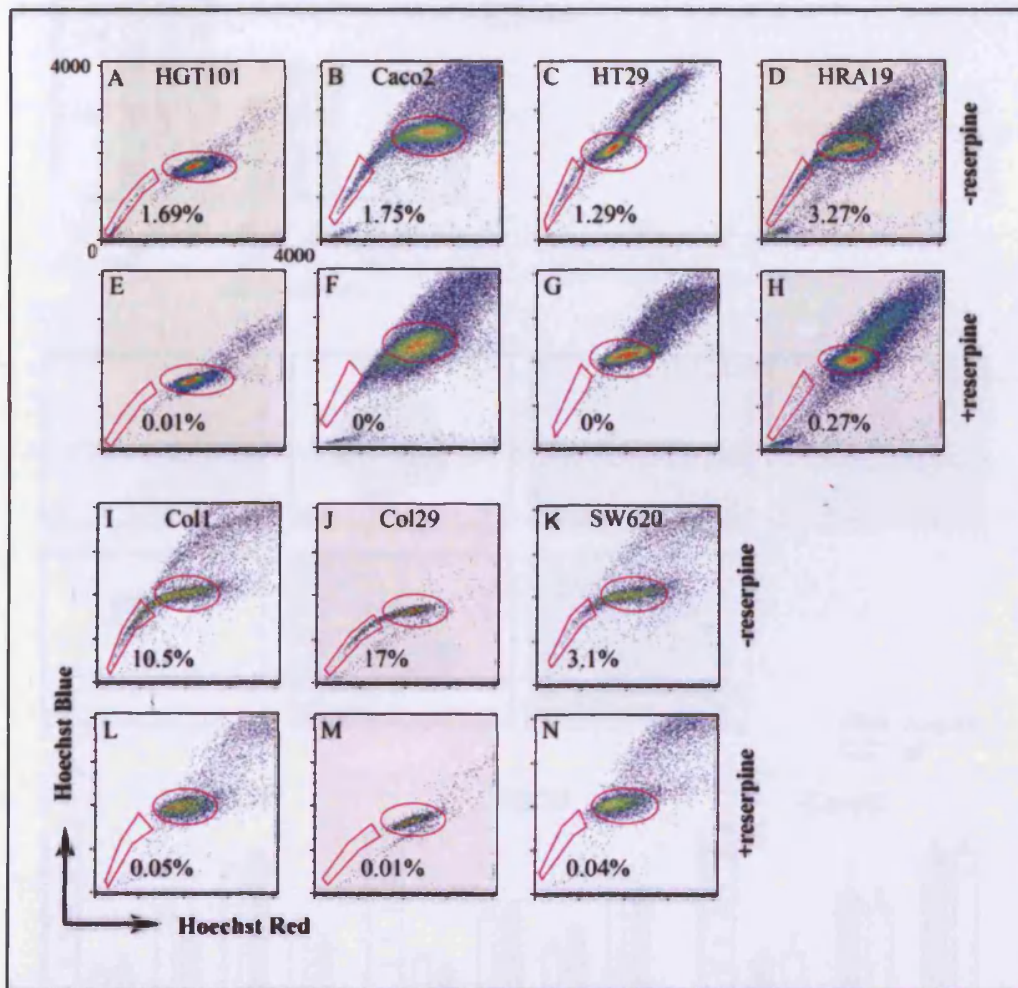 4000
A HGT101
B Caco2
C HT29
D HRA19
1.69%
1.75%
1.29%
3.27%
-reserpine
0
4000
E
F
G
H
0.01%
0%
0%
0.27%
+reserpine
I Col1
J Col29
K SW620
10.5%
17%
3.1%
-reserpine
L
M
N
0.05%
0.01%
0.04%
+reserpine
Hoechst Blue
Hoechst Red